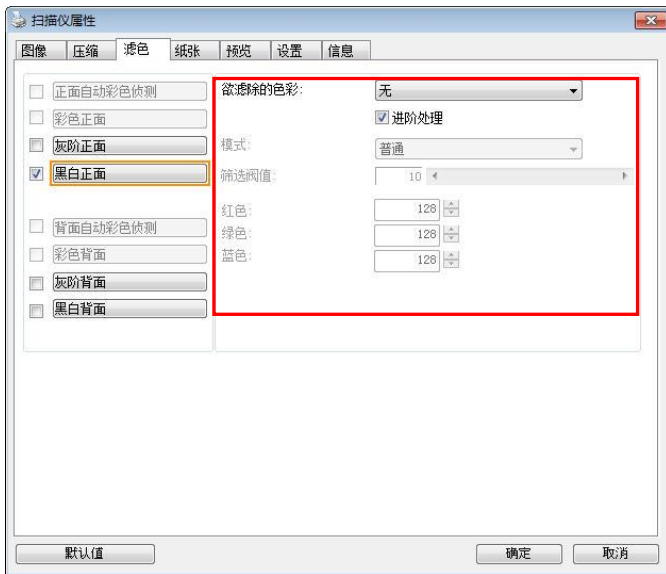 扫描仪属性
图像 压缩 滤色 纸张 预览 设置 信息
正面自动彩色侦测
彩色正面
灰阶正面
黑白正面
背面自动彩色侦测
彩色背面
灰阶背面
黑白背面
欲滤除的色彩: 无
进阶处理
模式: 普通
筛选阀值: 10
红色: 128
绿色: 128
蓝色: 128
默认值 确定 取消